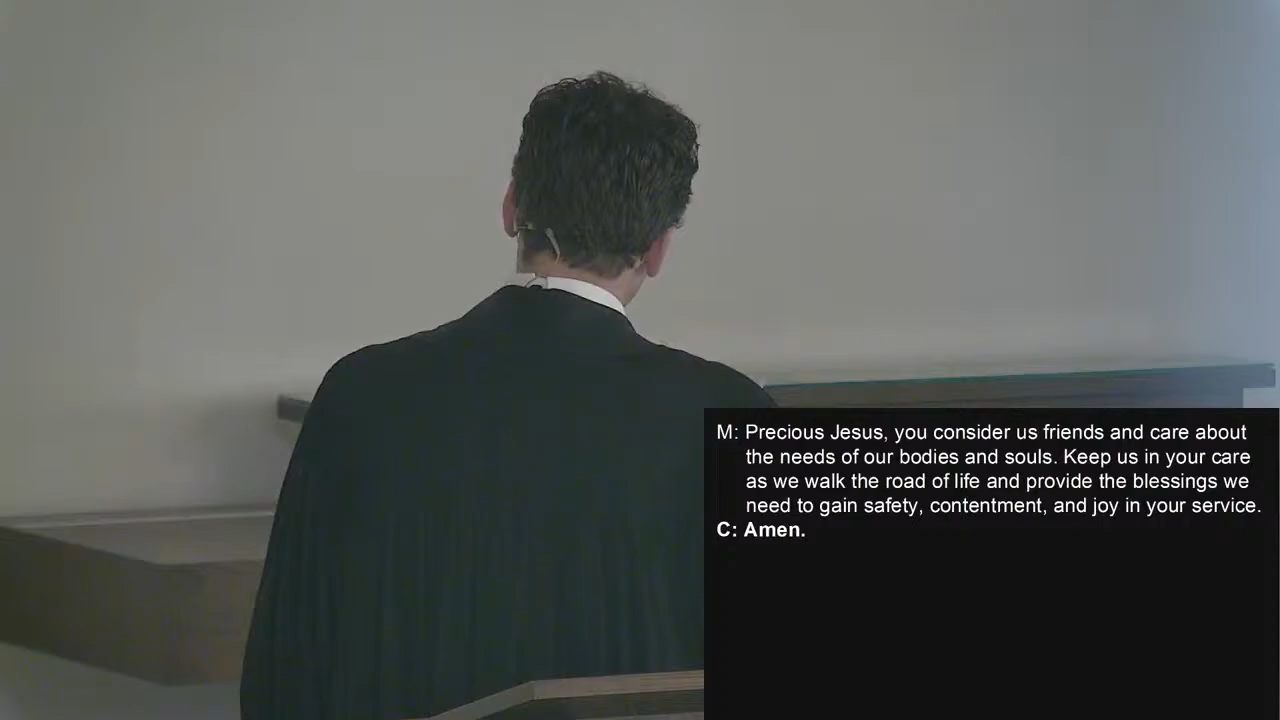 M: Precious Jesus, you consider us friends and care about
the needs of our bodies and souls. Keep us in your care
as we walk the road of life and provide the blessings we
need to gain safety, contentment, and joy in your service.
C: Amen.